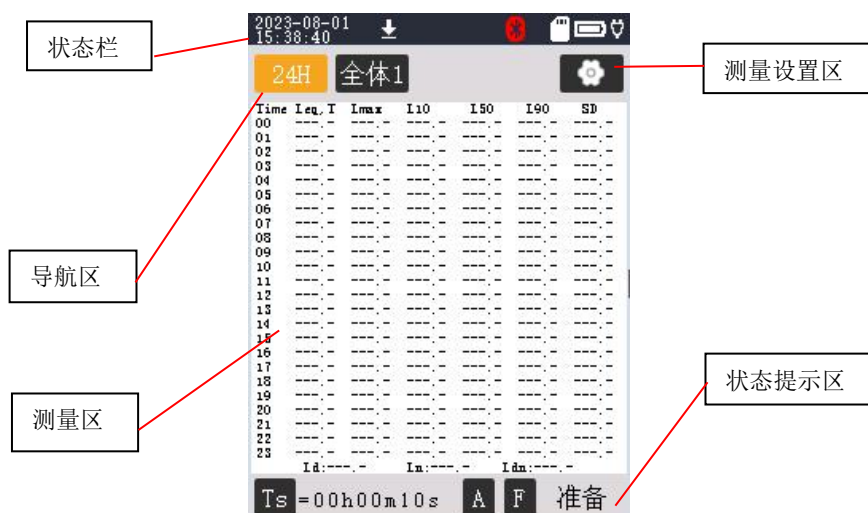 2023-08-01
15:38:40
状态栏
24H 全体1
测量设置区
Time Leq,T Lmax L10 L50 L90 SD
00 ---.- ---.- ---.- ---.- ---.- ---.-
01 ---.- ---.- ---.- ---.- ---.- ---.-
02 ---.- ---.- ---.- ---.- ---.- ---.-
03 ---.- ---.- ---.- ---.- ---.- ---.-
04 ---.- ---.- ---.- ---.- ---.- ---.-
05 ---.- ---.- ---.- ---.- ---.- ---.-
06 ---.- ---.- ---.- ---.- ---.- ---.-
07 ---.- ---.- ---.- ---.- ---.- ---.-
08 ---.- ---.- ---.- ---.- ---.- ---.-
09 ---.- ---.- ---.- ---.- ---.- ---.-
导航区
10 ---.- ---.- ---.- ---.- ---.- ---.-
11 ---.- ---.- ---.- ---.- ---.- ---.-
12 ---.- ---.- ---.- ---.- ---.- ---.-
13 ---.- ---.- ---.- ---.- ---.- ---.-
14 ---.- ---.- ---.- ---.- ---.- ---.-
15 ---.- ---.- ---.- ---.- ---.- ---.-
16 ---.- ---.- ---.- ---.- ---.- ---.-
17 ---.- ---.- ---.- ---.- ---.- ---.-
状态提示区
18 ---.- ---.- ---.- ---.- ---.- ---.-
19 ---.- ---.- ---.- ---.- ---.- ---.-
20 ---.- ---.- ---.- ---.- ---.- ---.-
测量区
21 ---.- ---.- ---.- ---.- ---.- ---.-
22 ---.- ---.- ---.- ---.- ---.- ---.-
23 ---.- ---.- ---.- ---.- ---.- ---.-
Ld:---.- Ln:---.- Ldn:---.-
Ts =00h00m10s A F 准备